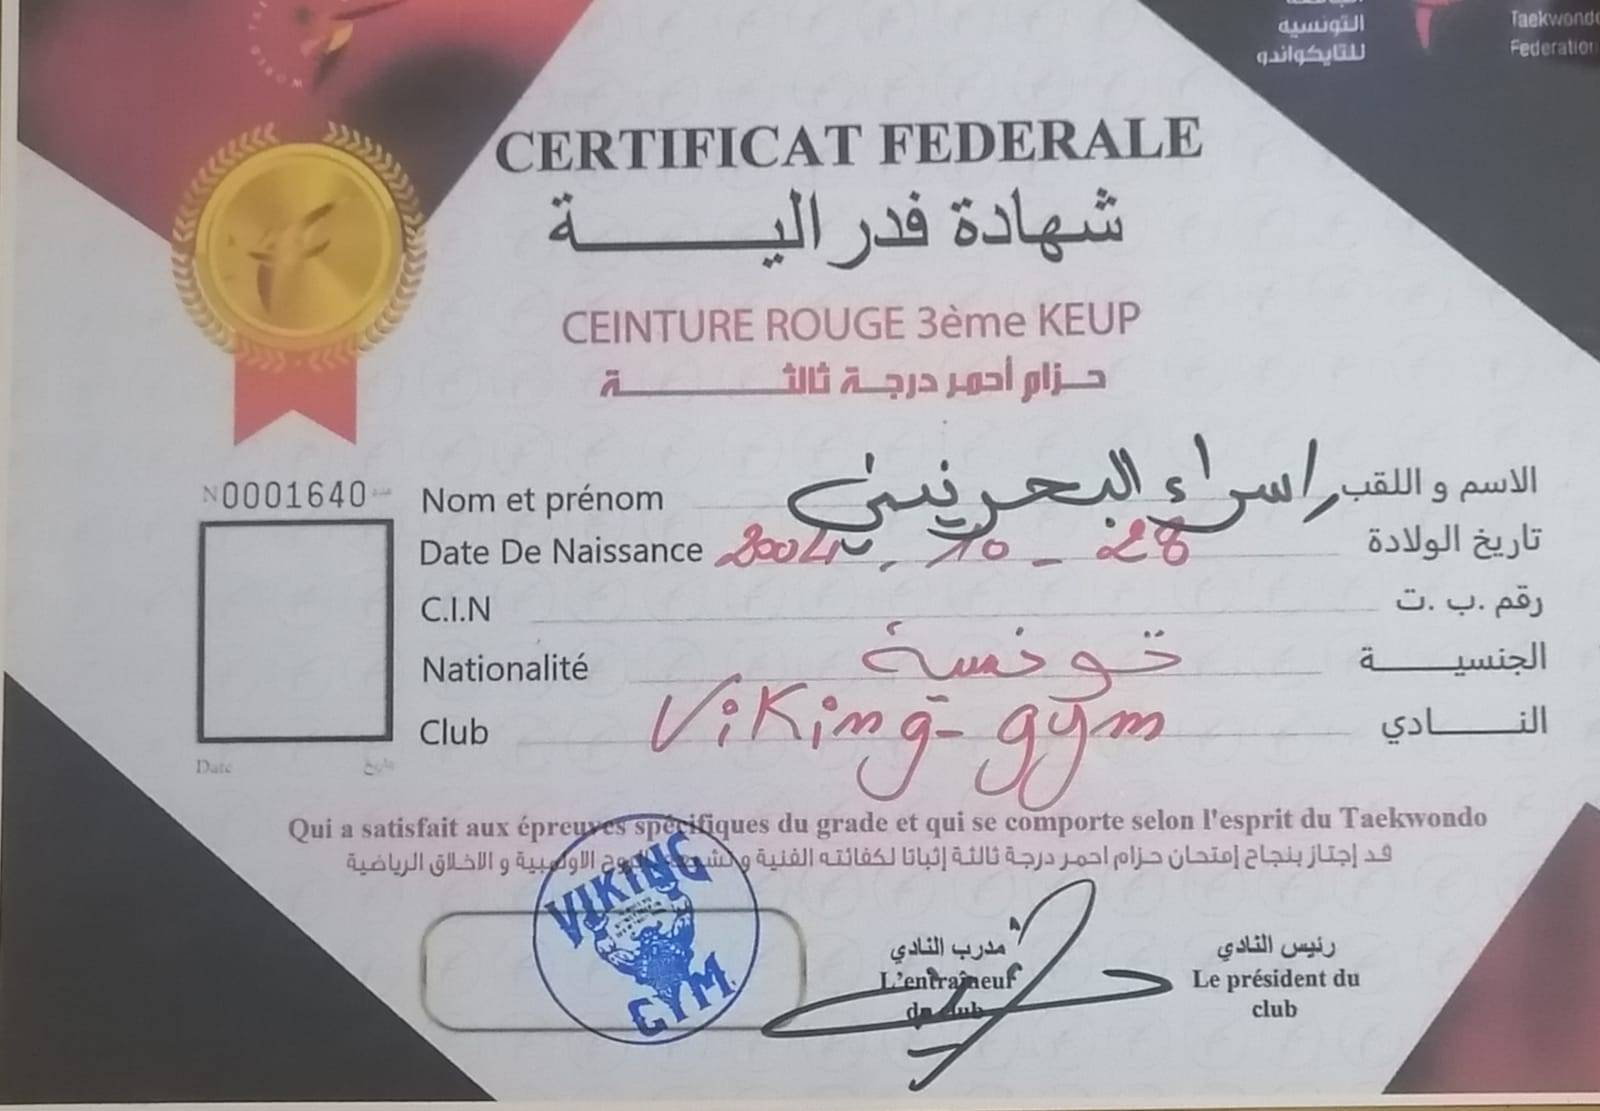 التونسية
للتايكواندو
Taekwondo
Federation
WORLD
CERTIFICAT FEDERALE
شهادة فدرالية
CEINTURE ROUGE 3ème KEUP
حزام أحمر درجة ثالثة
N0001640
Nom et prénom اسراء البحريني الاسم و اللقب
Date De Naissance 2004 - 10 - 28 تاريخ الولادة
C.I.N رقم .ب .ت
Nationalité تونسية الجنسية
Club Viking-gym النادي
Date تاريخ
Qui a satisfait aux épreuves spécifiques du grade et qui se comporte selon l'esprit du Taekwondo
قد إجتاز بنجاح إمتحان حزام احمر درجة ثالثة إثباتا لكفائته الفنية الروح الاولمبية و الاخلاق الرياضية
VIKING
GYM
مدرب النادي
L'entraîneur
du club
رئيس النادي
Le président du
club